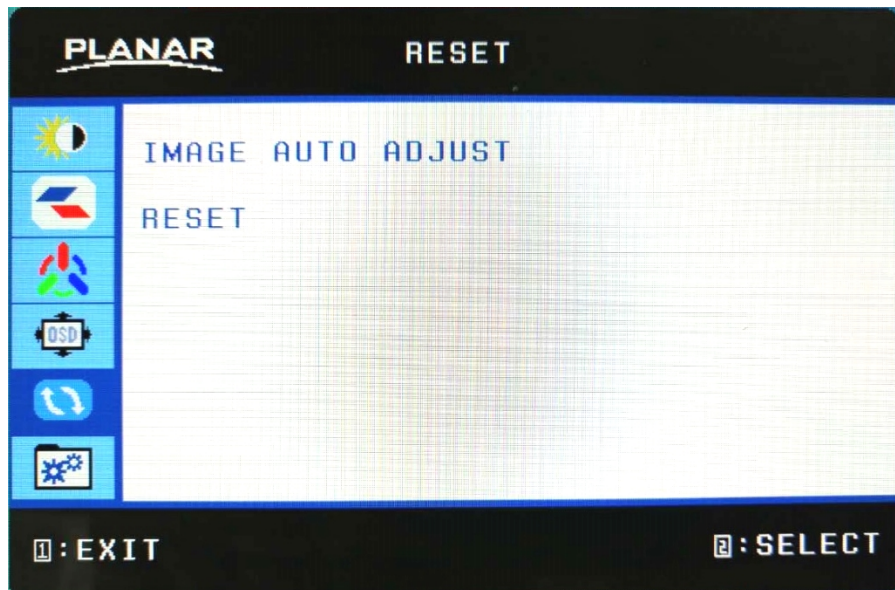 PLANAR
RESET
IMAGE AUTO ADJUST
RESET
OSD
1:EXIT
2:SELECT